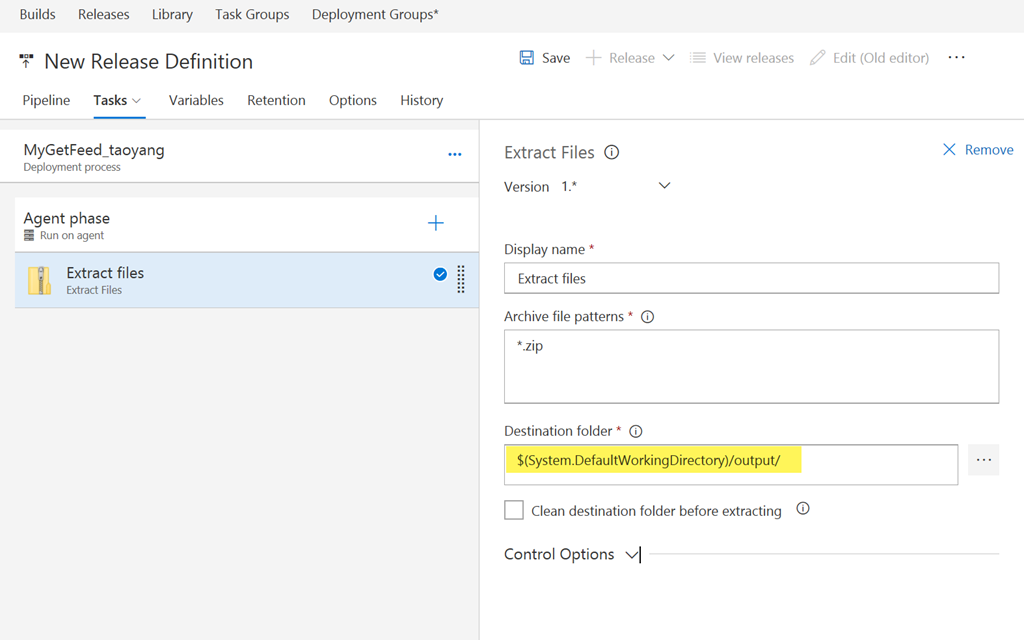 Builds Releases Library Task Groups Deployment Groups*
New Release Definition
Save Release View releases Edit (Old editor) ...
Pipeline Tasks Variables Retention Options History
MyGetFeed_taoyang
Deployment process
...
Agent phase
Run on agent
Extract files
Extract Files
Extract Files
Remove
Version 1.*
Display name *
Extract files
Archive file patterns *
*.zip
Destination folder *
$(System.DefaultWorkingDirectory)/output/
...
Clean destination folder before extracting
Control Options